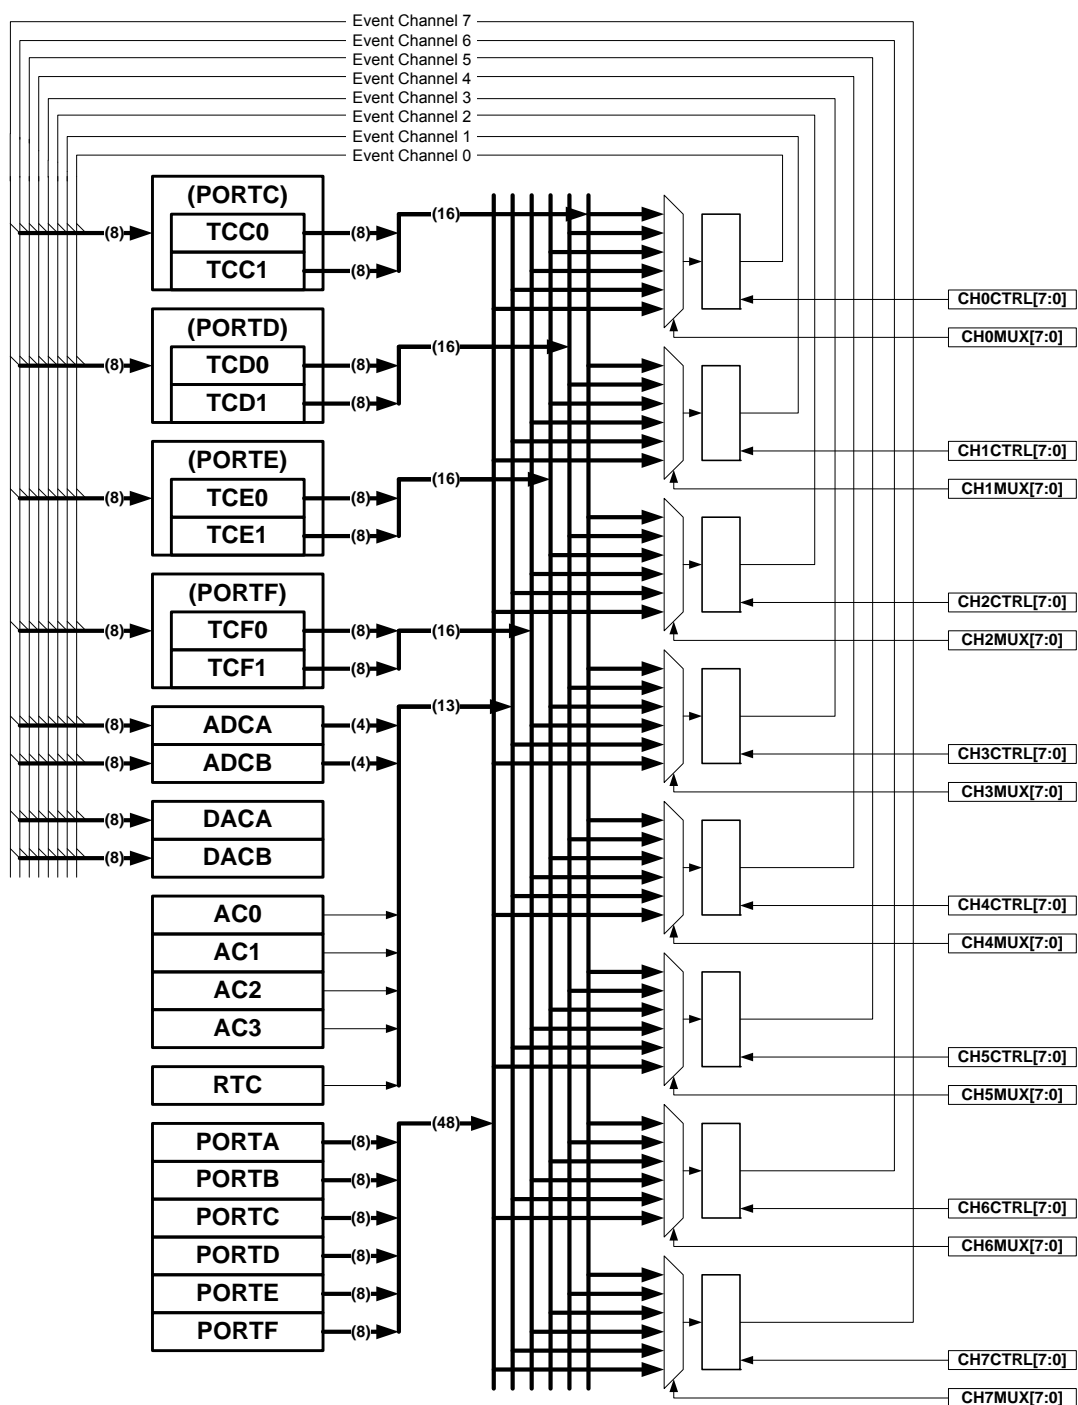 Event Channel 7
Event Channel 6
Event Channel 5
Event Channel 4
Event Channel 3
Event Channel 2
Event Channel 1
Event Channel 0
(PORTC)
(8)
TCC0
(8)
(16)
TCC1
(8)
CH0CTRL[7:0]
(PORTD)
CH0MUX[7:0]
(8)
TCD0
(8)
(16)
TCD1
(8)
CH1CTRL[7:0]
(PORTE)
CH1MUX[7:0]
(8)
TCE0
(8)
(16)
TCE1
(8)
(PORTF)
CH2CTRL[7:0]
(8)
TCF0
(8)
(16)
CH2MUX[7:0]
TCF1
(8)
(8)
ADCA
(4)
(13)
(8)
ADCB
(4)
CH3CTRL[7:0]
CH3MUX[7:0]
(8)
DACA
(8)
DACB
AC0
CH4CTRL[7:0]
AC1
CH4MUX[7:0]
AC2
AC3
CH5CTRL[7:0]
RTC
CH5MUX[7:0]
(48)
PORTA
(8)
PORTB
(8)
PORTC
(8)
CH6CTRL[7:0]
PORTD
(8)
CH6MUX[7:0]
PORTE
(8)
PORTF
(8)
CH7CTRL[7:0]
CH7MUX[7:0]